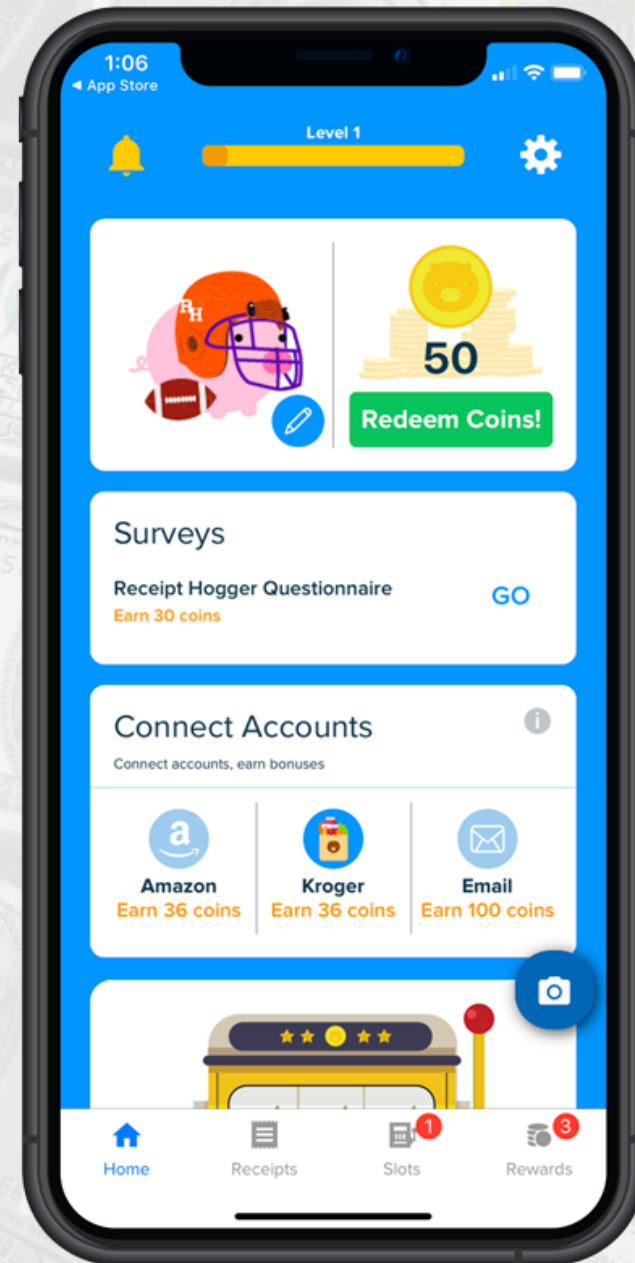 1:06
◀ App Store
Level 1
RH
50
Redeem Coins!
Surveys
Receipt Hogger Questionnaire
Earn 30 coins
GO
Connect Accounts
i
Connect accounts, earn bonuses
a
Amazon
Earn 36 coins
Kroger
Earn 36 coins
Email
Earn 100 coins
1
3
Home
Receipts
Slots
Rewards